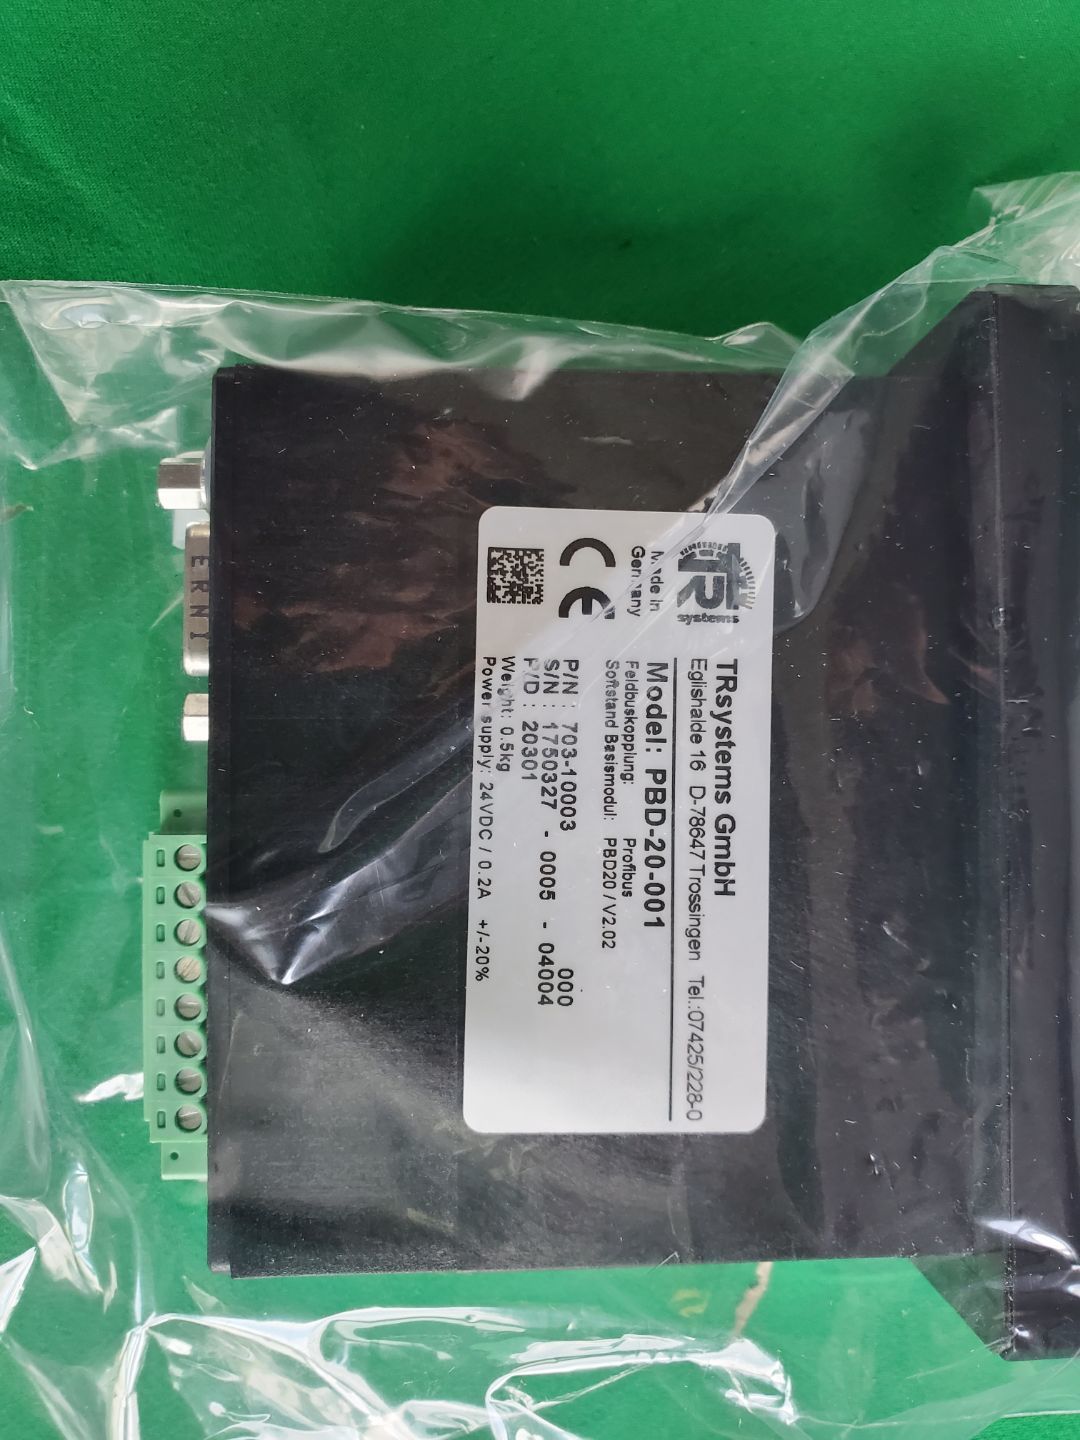 TRsystems GmbH
Eglishalde 16 D-78647 Trossingen Tel.:07425/228-0
Model: PBD-20-001
Feldbuskopplung: Profibus
Softstand Basismodul: PBD20 / V2.02
P/N : 703-10003 000
S/N : 1750327 - 0005 - 04004
P/D : 20301
Weight: 0.5kg
Power supply: 24VDC / 0.2A +/-20%
TR
systems
Made in
Germany
CE
ERNI